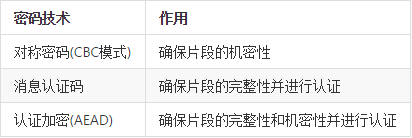 密码技术 作用
对称密码(CBC模式) 确保片段的机密性
消息认证码 确保片段的完整性并进行认证
认证加密(AEAD) 确保片段的完整性和机密性并进行认证